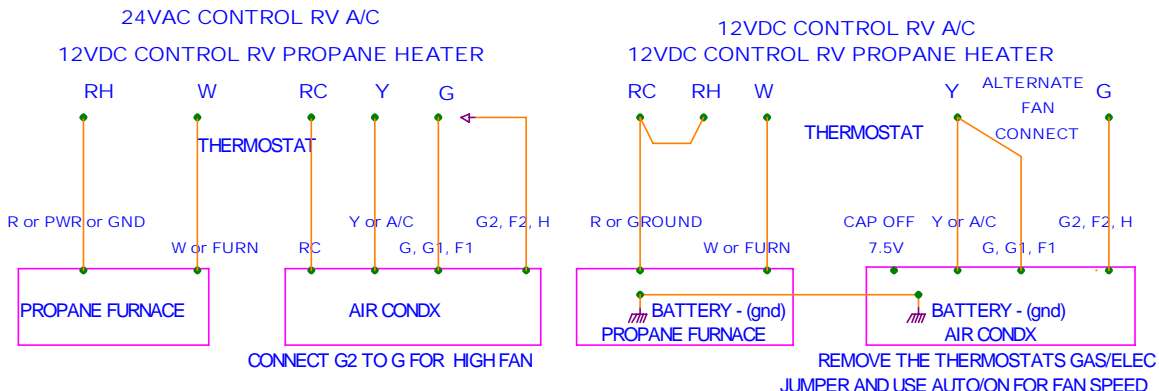 24VAC CONTROL RV A/C
12VDC CONTROL RV PROPANE HEATER
RH W RC Y G
THERMOSTAT
R or PWR or GND Y or A/C G2, F2, H
W or FURN RC G, G1, F1
PROPANE FURNACE AIR CONDX
CONNECT G2 TO G FOR HIGH FAN
12VDC CONTROL RV A/C
12VDC CONTROL RV PROPANE HEATER
RC RH W Y ALTERNATE G
FAN
THERMOSTAT CONNECT
R or GROUND CAP OFF Y or A/C G2, F2, H
W or FURN 7.5V G, G1, F1
BATTERY - (gnd) BATTERY - (gnd)
PROPANE FURNACE AIR CONDX
REMOVE THE THERMOSTATS GAS/ELEC
JUMPER AND USE AUTO/ON FOR FAN SPEED